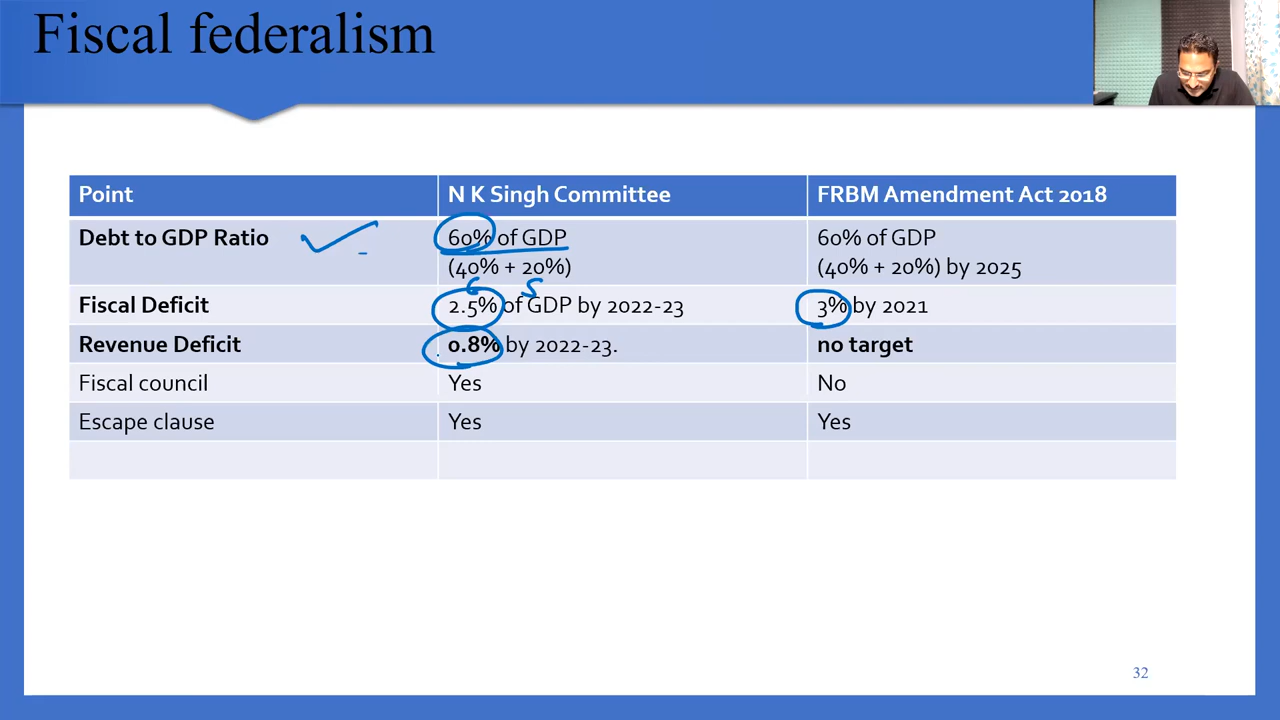 Fiscal federalism
Point N K Singh Committee FRBM Amendment Act 2018
Debt to GDP Ratio 60% of GDP 60% of GDP
(40% + 20%) (40% + 20%) by 2025
C S
Fiscal Deficit 2.5% of GDP by 2022-23 3% by 2021
Revenue Deficit 0.8% by 2022-23. no target
Fiscal council Yes No
Escape clause Yes Yes
32